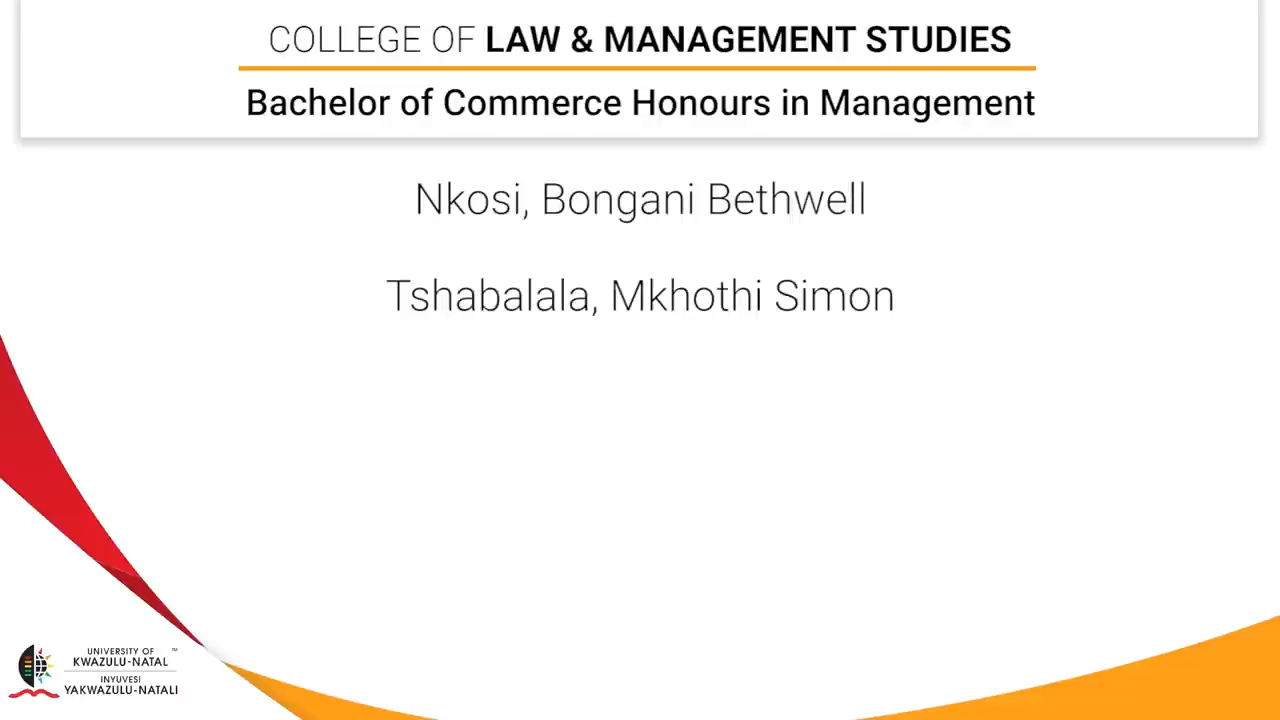 COLLEGE OF LAW & MANAGEMENT STUDIES
Bachelor of Commerce Honours in Management
Nkosi, Bongani Bethwell
Tshabalala, Mkhothi Simon
UNIVERSITY OF ™
KWAZULU-NATAL
INYUVESI
YAKWAZULU-NATALI